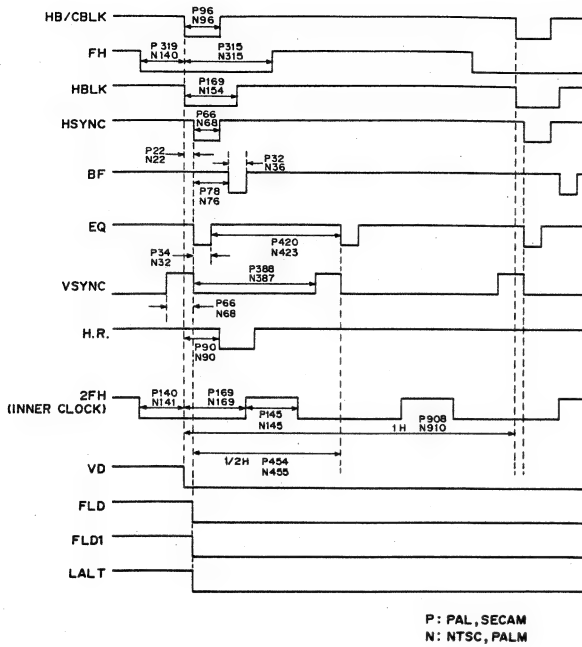 HB/CBLK
P96
N96
FH
P 319
N140
P315
N315
HBLK
P169
N154
HSYNC
P66
N68
P22
N22
BF
P32
N36
P78
N76
EQ
P420
N423
P34
N32
P388
N387
VSYNC
P66
N68
H.R.
P90
N90
2FH
(INNER CLOCK)
P140
N141
P169
N169
P145
N145
P908
N910
1H
1/2H
P454
N455
VD
FLD
FLD1
LALT
P: PAL, SECAM
N: NTSC, PALM